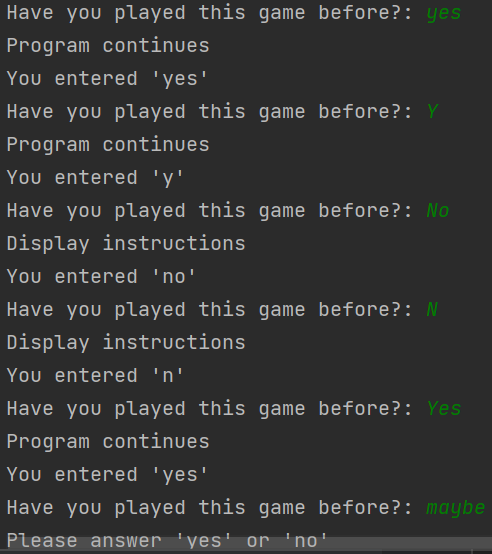 Have you played this game before?: yes
Program continues
You entered 'yes'
Have you played this game before?: Y
Program continues
You entered 'y'
Have you played this game before?: No
Display instructions
You entered 'no'
Have you played this game before?: N
Display instructions
You entered 'n'
Have you played this game before?: Yes
Program continues
You entered 'yes'
Have you played this game before?: maybe
Please answer 'yes' or 'no'